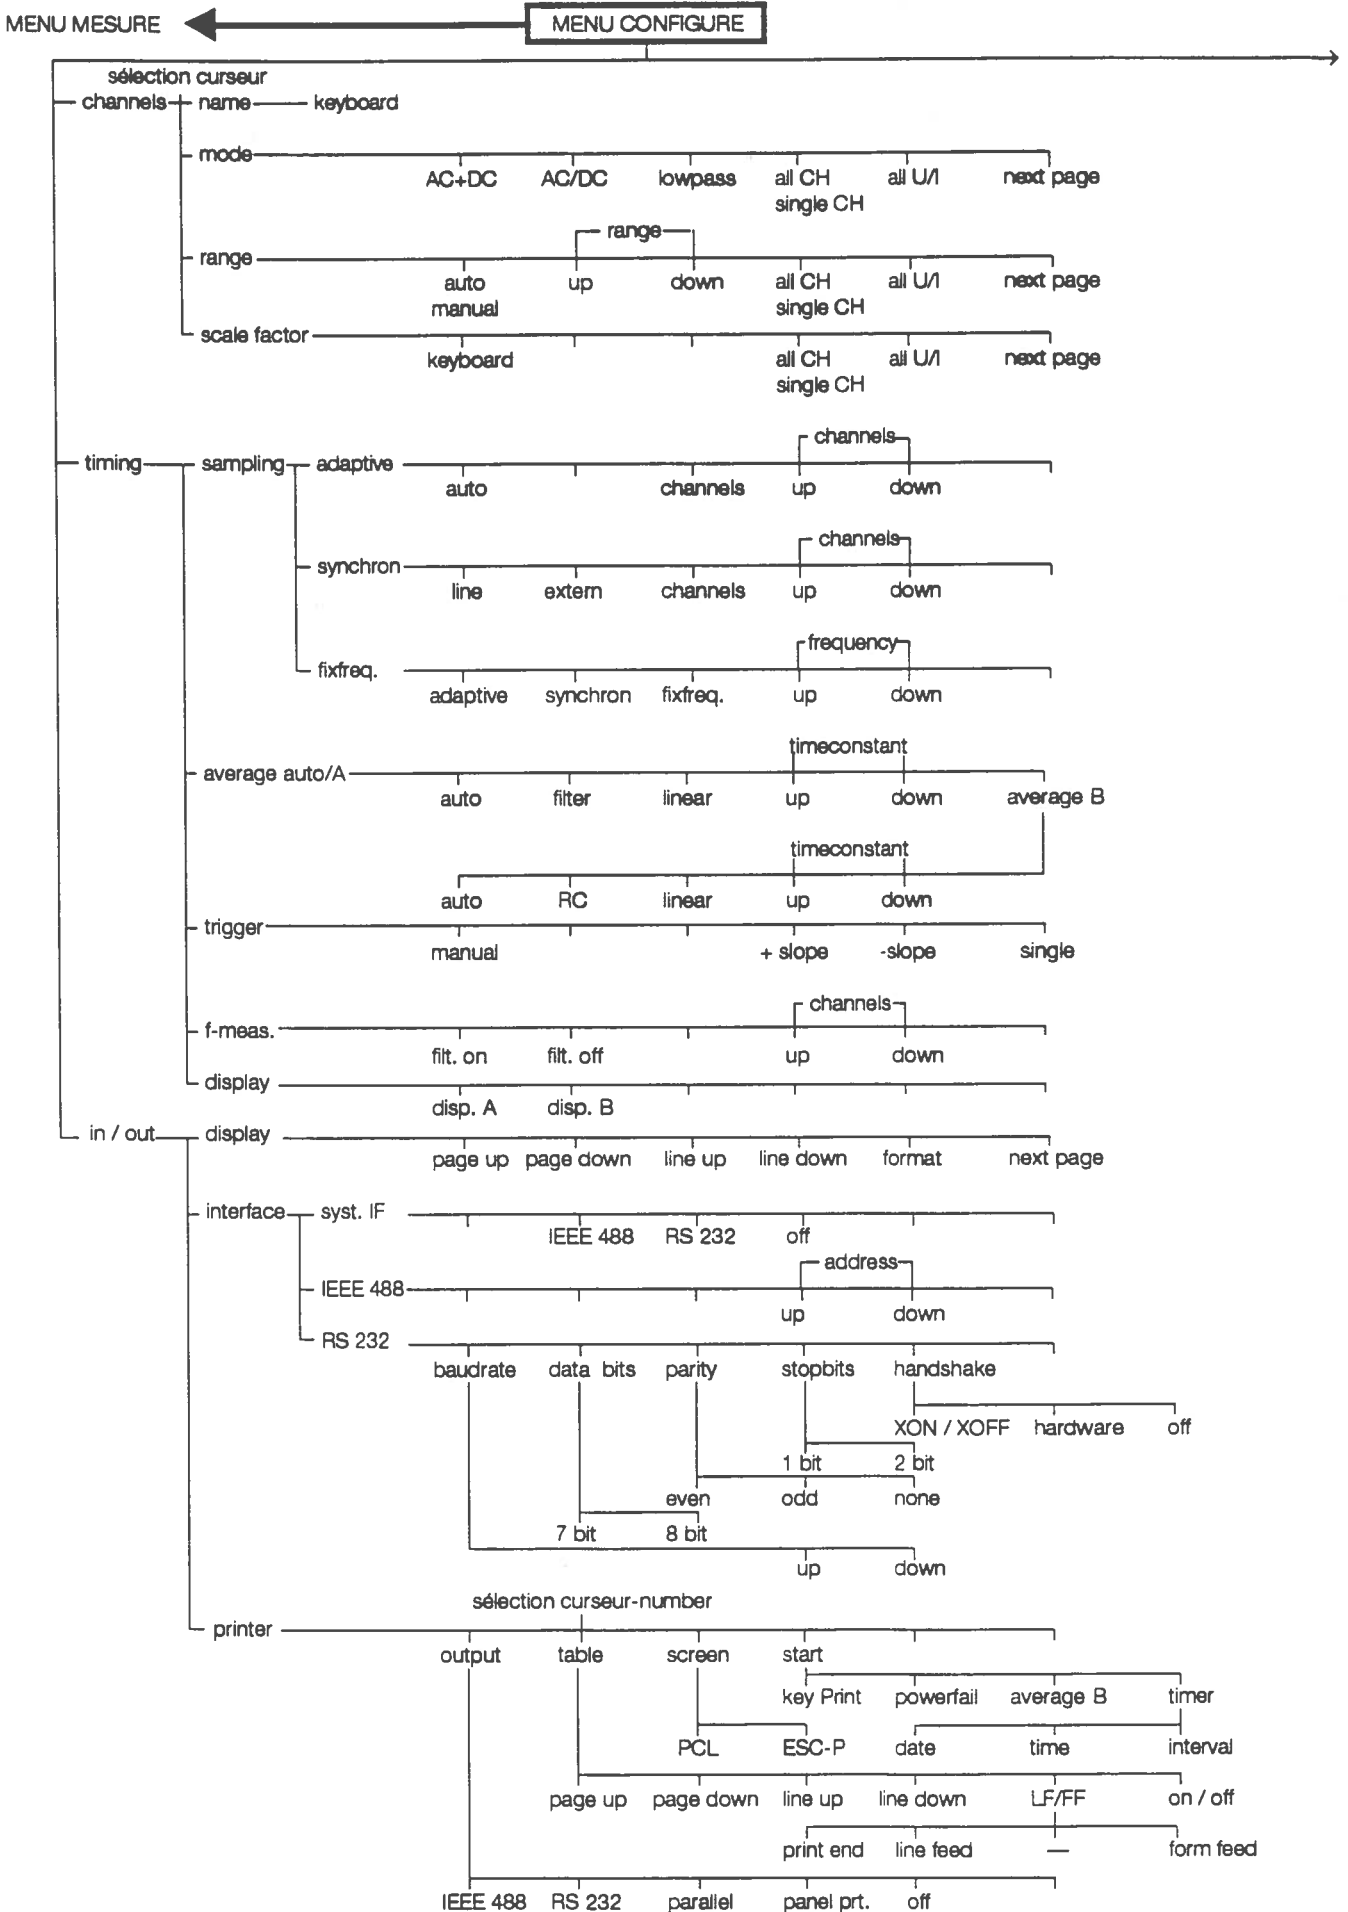 MENU MESURE
MENU CONFIGURE
sélection curseur
channels name keyboard
mode
AC+DC AC/DC lowpass all CH all U/I next page
single CH
range
range
auto up down all CH all U/I next page
manual single CH
scale factor
keyboard all CH all U/I next page
single CH
channels
timing sampling adaptive
auto channels up down
channels
synchron
line extern channels up down
frequency
fixfreq.
adaptive synchron fixfreq. up down
timeconstant
average auto/A
auto filter linear up down average B
timeconstant
auto RC linear up down
trigger
manual + slope -slope single
channels
f-meas.
filt. on filt. off up down
display
disp. A disp. B
in / out display
page up page down line up line down format next page
interface syst. IF
IEEE 488 RS 232 off
address
IEEE 488
up down
RS 232
baudrate data bits parity stopbits handshake
XON / XOFF hardware off
1 bit 2 bit
even odd none
7 bit 8 bit
up down
sélection curseur-number
printer
output table screen start
key Print powerfail average B timer
PCL ESC-P date time interval
page up page down line up line down LF/FF on / off
print end line feed — form feed
IEEE 488 RS 232 parallel panel prt. off